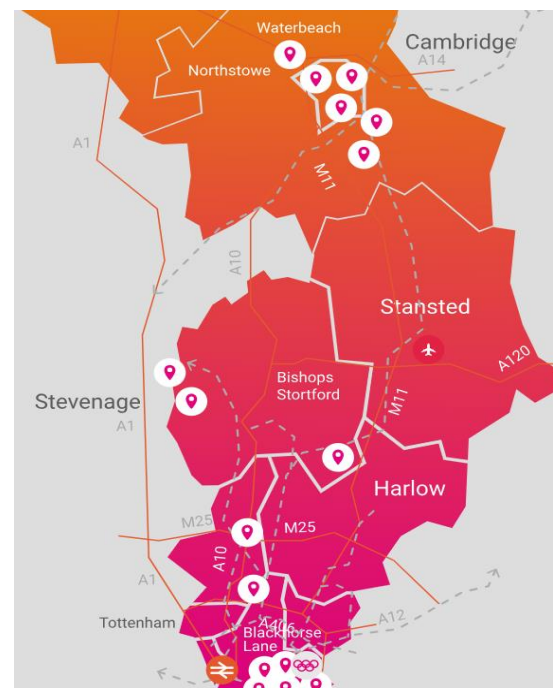 Waterbeach
Cambridge
Northstowe
A14
A1
M11
A10
Stansted
A120
Bishops
Stortford
M11
Stevenage
A1
Harlow
M25
M25
A10
A1
A12
Tottenham
A406
Blackhorse
Lane